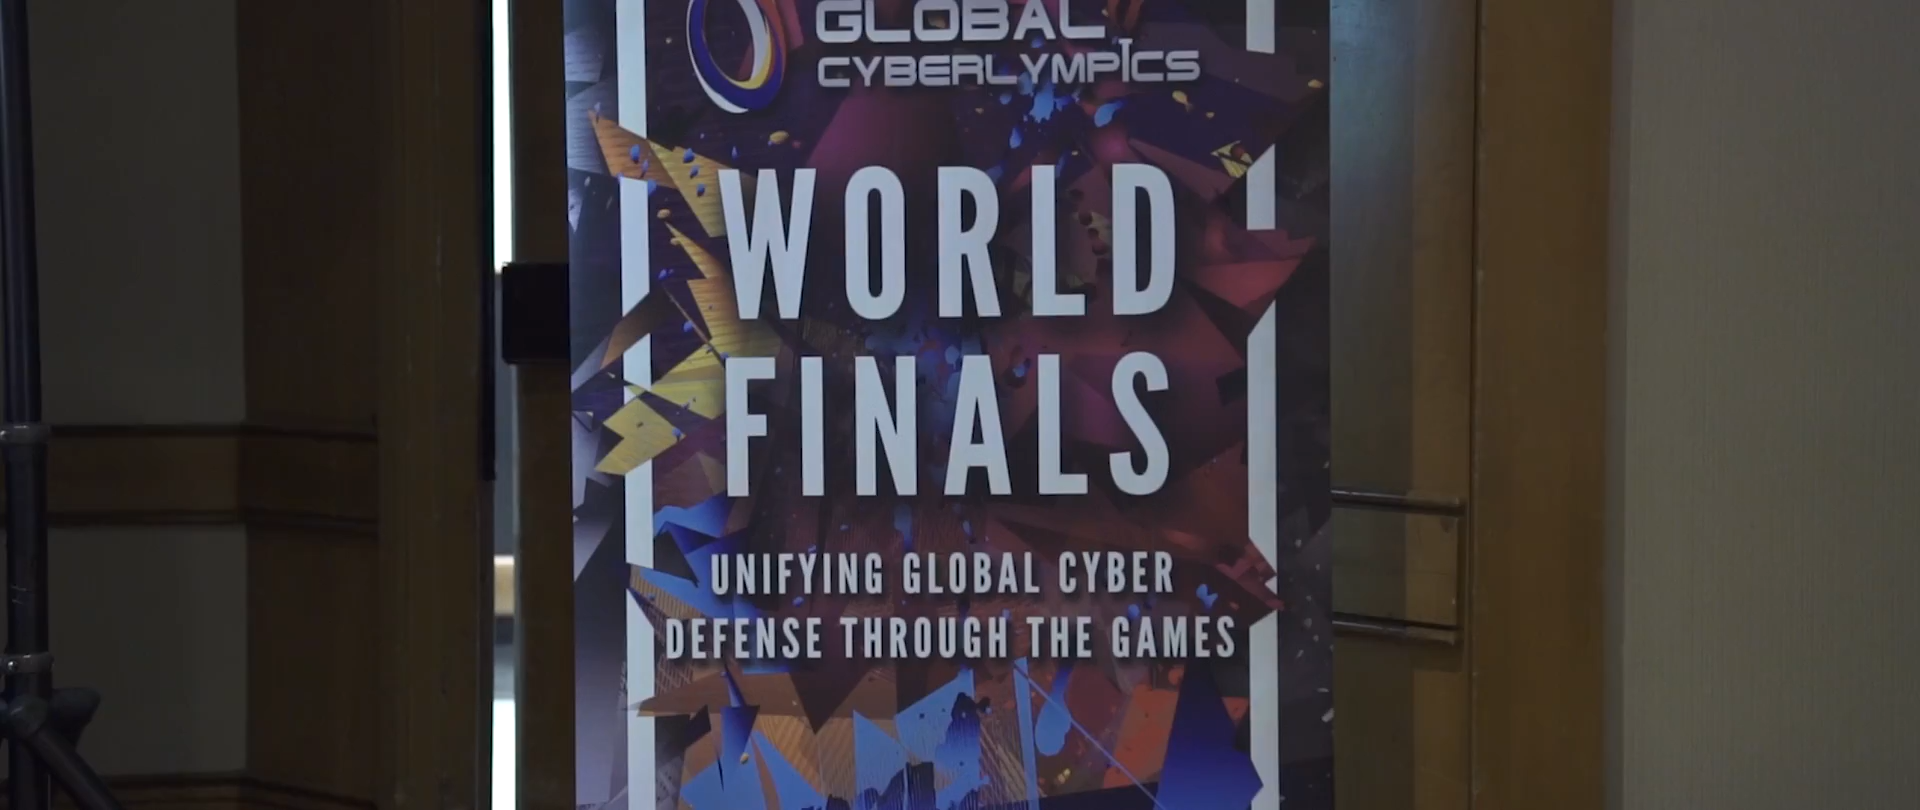 GLOBAL
CYBERLYMPICS
WORLD
FINALS
UNIFYING GLOBAL CYBER
DEFENSE THROUGH THE GAMES